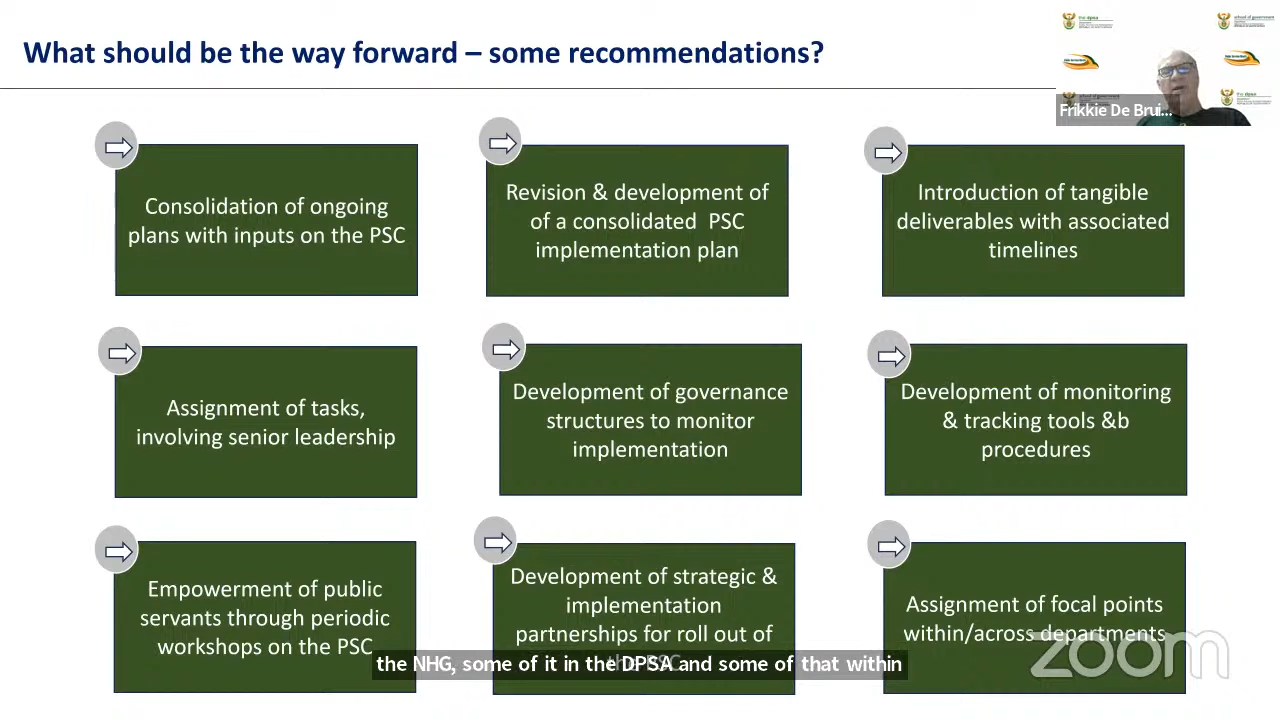 What should be the way forward – some recommendations?
the dpsa
Frikkie De Brui...
Consolidation of ongoing
plans with inputs on the PSC
Revision & development of
of a consolidated PSC
implementation plan
Introduction of tangible
deliverables with associated
timelines
Assignment of tasks,
involving senior leadership
Development of governance
structures to monitor
implementation
Development of monitoring
& tracking tools &b
procedures
Empowerment of public
servants through periodic
workshops on the PSC
Development of strategic &
implementation
partnerships for roll out of
the PSC
Assignment of focal points
within/across departments
the NHG, some of it in the DPSA and some of that within
zoom